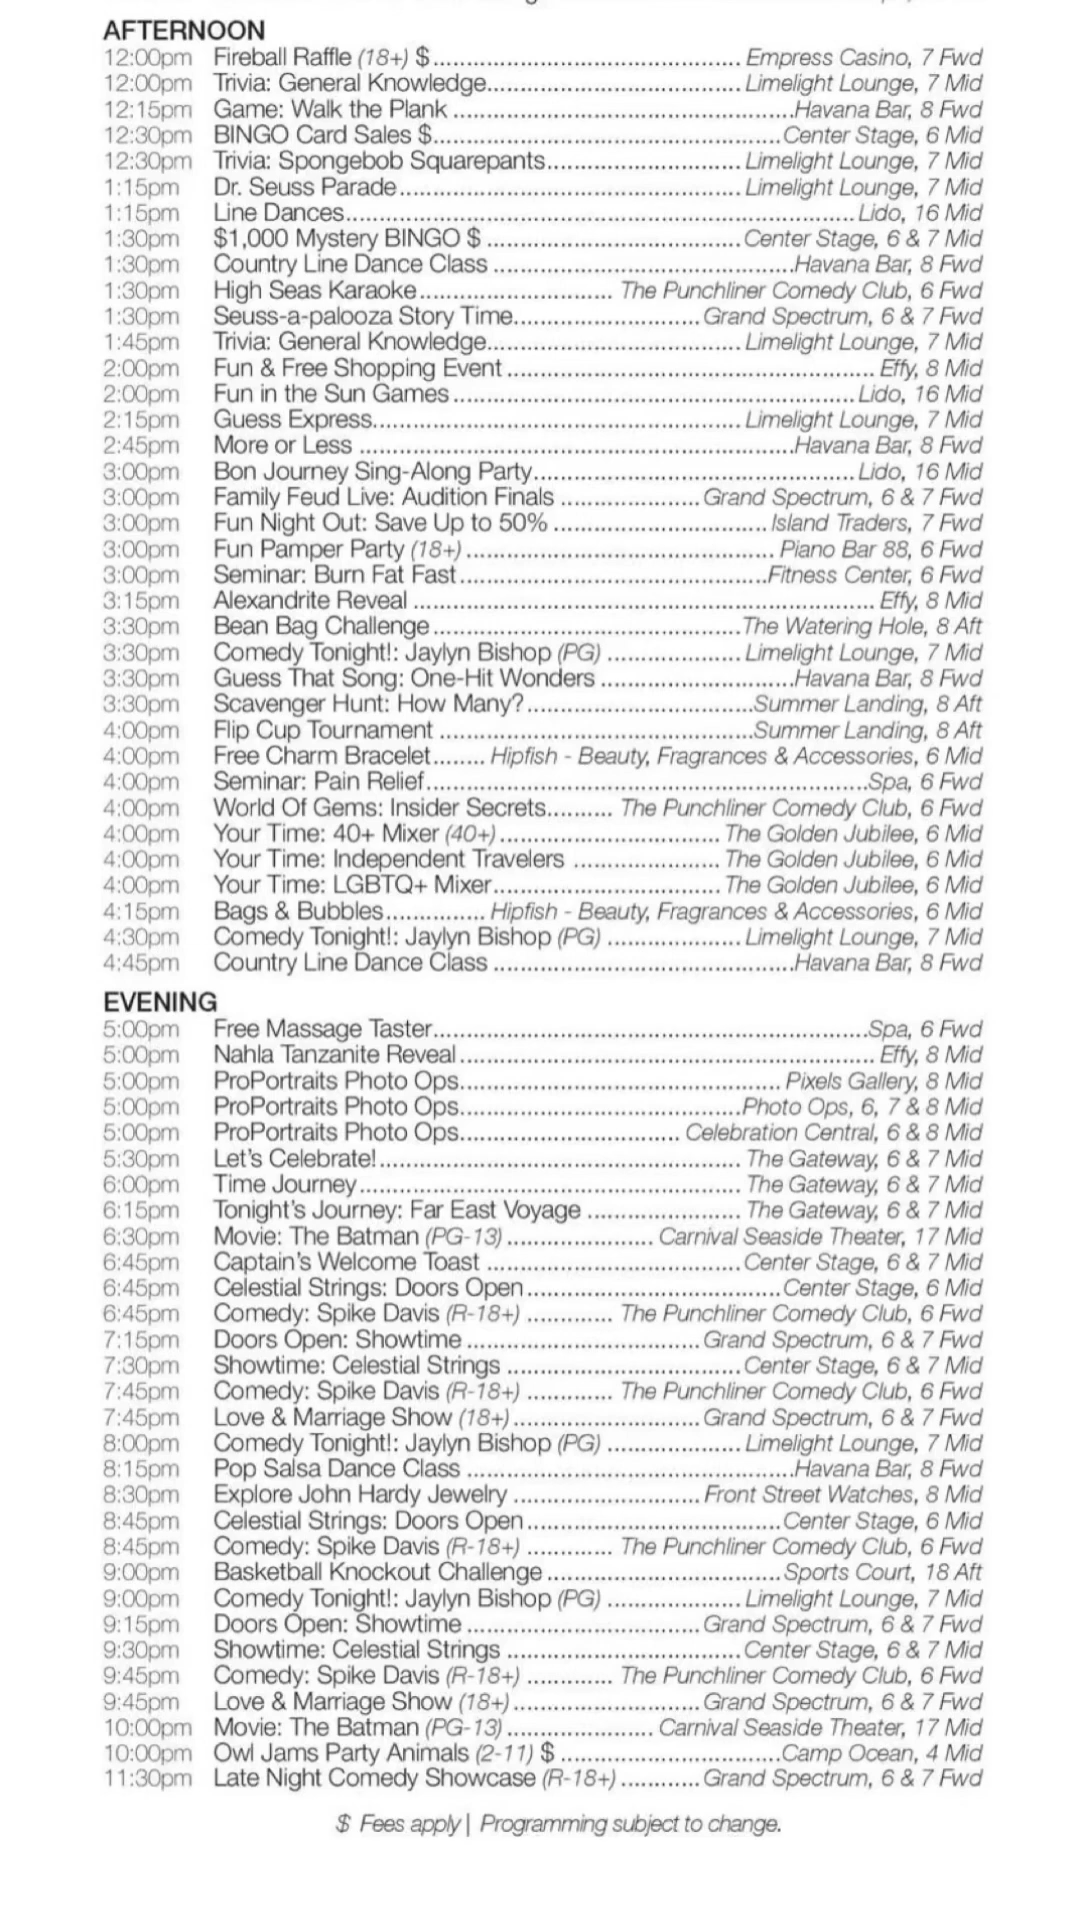 AFTERNOON
12:00pm Fireball Raffle (18+) $ Empress Casino, 7 Fwd
12:00pm Trivia: General Knowledge Limelight Lounge, 7 Mid
12:15pm Game: Walk the Plank Havana Bar, 8 Fwd
12:30pm BINGO Card Sales $ Center Stage, 6 Mid
12:30pm Trivia: Spongebob Squarepants Limelight Lounge, 7 Mid
1:15pm Dr. Seuss Parade Limelight Lounge, 7 Mid
1:15pm Line Dances Lido, 16 Mid
1:30pm $1,000 Mystery BINGO $ Center Stage, 6 & 7 Mid
1:30pm Country Line Dance Class Havana Bar, 8 Fwd
1:30pm High Seas Karaoke The Punchliner Comedy Club, 6 Fwd
1:30pm Seuss-a-palooza Story Time Grand Spectrum, 6 & 7 Fwd
1:45pm Trivia: General Knowledge Limelight Lounge, 7 Mid
2:00pm Fun & Free Shopping Event Effy, 8 Mid
2:00pm Fun in the Sun Games Lido, 16 Mid
2:15pm Guess Express Limelight Lounge, 7 Mid
2:45pm More or Less Havana Bar, 8 Fwd
3:00pm Bon Journey Sing-Along Party Lido, 16 Mid
3:00pm Family Feud Live: Audition Finals Grand Spectrum, 6 & 7 Fwd
3:00pm Fun Night Out: Save Up to 50% Island Traders, 7 Fwd
3:00pm Fun Pamper Party (18+) Piano Bar 88, 6 Fwd
3:00pm Seminar: Burn Fat Fast Fitness Center, 6 Fwd
3:15pm Alexandrite Reveal Effy, 8 Mid
3:30pm Bean Bag Challenge The Watering Hole, 8 Aft
3:30pm Comedy Tonight!: Jaylyn Bishop (PG) Limelight Lounge, 7 Mid
3:30pm Guess That Song: One-Hit Wonders Havana Bar, 8 Fwd
3:30pm Scavenger Hunt: How Many? Summer Landing, 8 Aft
4:00pm Flip Cup Tournament Summer Landing, 8 Aft
4:00pm Free Charm Bracelet Hipfish - Beauty, Fragrances & Accessories, 6 Mid
4:00pm Seminar: Pain Relief Spa, 6 Fwd
4:00pm World Of Gems: Insider Secrets The Punchliner Comedy Club, 6 Fwd
4:00pm Your Time: 40+ Mixer (40+) The Golden Jubilee, 6 Mid
4:00pm Your Time: Independent Travelers The Golden Jubilee, 6 Mid
4:00pm Your Time: LGBTQ+ Mixer The Golden Jubilee, 6 Mid
4:15pm Bags & Bubbles Hipfish - Beauty, Fragrances & Accessories, 6 Mid
4:30pm Comedy Tonight!: Jaylyn Bishop (PG) Limelight Lounge, 7 Mid
4:45pm Country Line Dance Class Havana Bar, 8 Fwd
EVENING
5:00pm Free Massage Taster Spa, 6 Fwd
5:00pm Nahla Tanzanite Reveal Effy, 8 Mid
5:00pm ProPortraits Photo Ops Pixels Gallery, 8 Mid
5:00pm ProPortraits Photo Ops Photo Ops, 6, 7 & 8 Mid
5:00pm ProPortraits Photo Ops Celebration Central, 6 & 8 Mid
5:30pm Let's Celebrate! The Gateway, 6 & 7 Mid
6:00pm Time Journey The Gateway, 6 & 7 Mid
6:15pm Tonight's Journey: Far East Voyage The Gateway, 6 & 7 Mid
6:30pm Movie: The Batman (PG-13) Carnival Seaside Theater, 17 Mid
6:45pm Captain's Welcome Toast Center Stage, 6 & 7 Mid
6:45pm Celestial Strings: Doors Open Center Stage, 6 Mid
6:45pm Comedy: Spike Davis (R-18+) The Punchliner Comedy Club, 6 Fwd
7:15pm Doors Open: Showtime Grand Spectrum, 6 & 7 Fwd
7:30pm Showtime: Celestial Strings Center Stage, 6 & 7 Mid
7:45pm Comedy: Spike Davis (R-18+) The Punchliner Comedy Club, 6 Fwd
7:45pm Love & Marriage Show (18+) Grand Spectrum, 6 & 7 Fwd
8:00pm Comedy Tonight!: Jaylyn Bishop (PG) Limelight Lounge, 7 Mid
8:15pm Pop Salsa Dance Class Havana Bar, 8 Fwd
8:30pm Explore John Hardy Jewelry Front Street Watches, 8 Mid
8:45pm Celestial Strings: Doors Open Center Stage, 6 Mid
8:45pm Comedy: Spike Davis (R-18+) The Punchliner Comedy Club, 6 Fwd
9:00pm Basketball Knockout Challenge Sports Court, 18 Aft
9:00pm Comedy Tonight!: Jaylyn Bishop (PG) Limelight Lounge, 7 Mid
9:15pm Doors Open: Showtime Grand Spectrum, 6 & 7 Fwd
9:30pm Showtime: Celestial Strings Center Stage, 6 & 7 Mid
9:45pm Comedy: Spike Davis (R-18+) The Punchliner Comedy Club, 6 Fwd
9:45pm Love & Marriage Show (18+) Grand Spectrum, 6 & 7 Fwd
10:00pm Movie: The Batman (PG-13) Carnival Seaside Theater, 17 Mid
10:00pm Owl Jams Party Animals (2-11) $ Camp Ocean, 4 Mid
11:30pm Late Night Comedy Showcase (R-18+) Grand Spectrum, 6 & 7 Fwd
$ Fees apply | Programming subject to change.